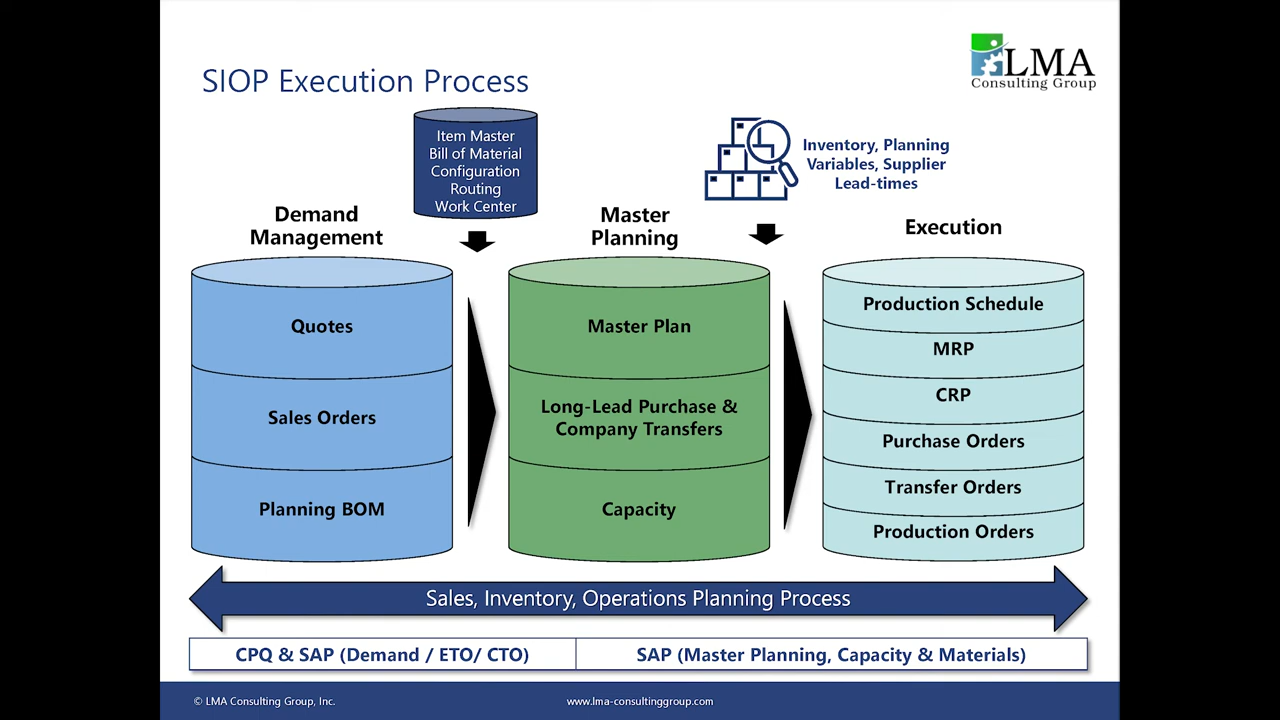 SIOP Execution Process
LMA
Consulting Group
Item Master
Bill of Material
Configuration
Routing
Work Center
Inventory, Planning
Variables, Supplier
Lead-times
Demand
Management
Master
Planning
Execution
Quotes
Sales Orders
Planning BOM
Master Plan
Long-Lead Purchase &
Company Transfers
Capacity
Production Schedule
MRP
CRP
Purchase Orders
Transfer Orders
Production Orders
Sales, Inventory, Operations Planning Process
CPQ & SAP (Demand / ETO/ CTO)
SAP (Master Planning, Capacity & Materials)
© LMA Consulting Group, Inc.
www.lma-consultinggroup.com